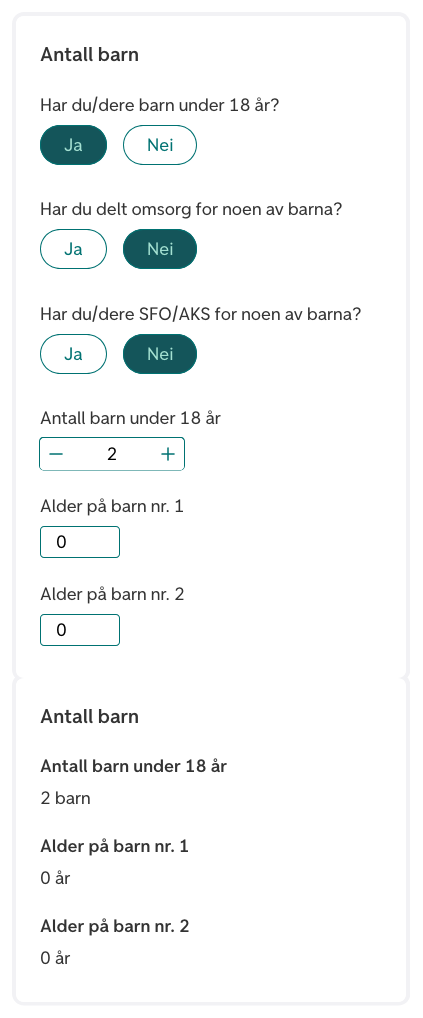 Antall barn
Har du/dere barn under 18 år?
Ja Nei
Har du delt omsorg for noen av barna?
Ja Nei
Har du/dere SFO/AKS for noen av barna?
Ja Nei
Antall barn under 18 år
− 2 +
Alder på barn nr. 1
0
Alder på barn nr. 2
0
Antall barn
Antall barn under 18 år
2 barn
Alder på barn nr. 1
0 år
Alder på barn nr. 2
0 år